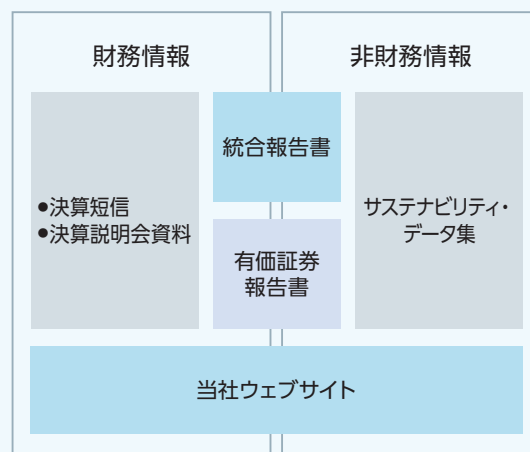 財務情報
非財務情報
●決算短信
●決算説明会資料
統合報告書
有価証券
報告書
サステナビリティ・
データ集
当社ウェブサイト